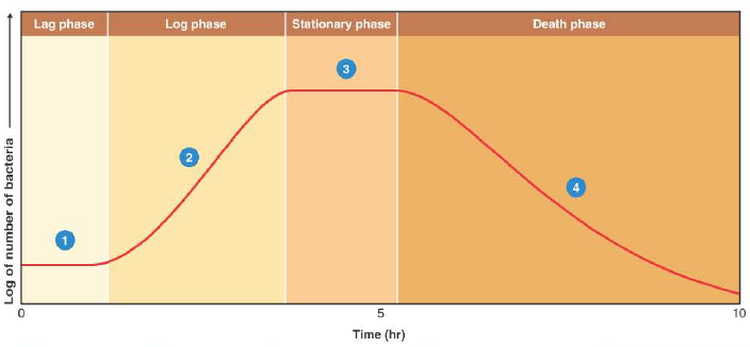 Lag phase
Log phase
Stationary phase
Death phase
Log of number of bacteria
1
2
3
4
0
5
10
Time (hr)